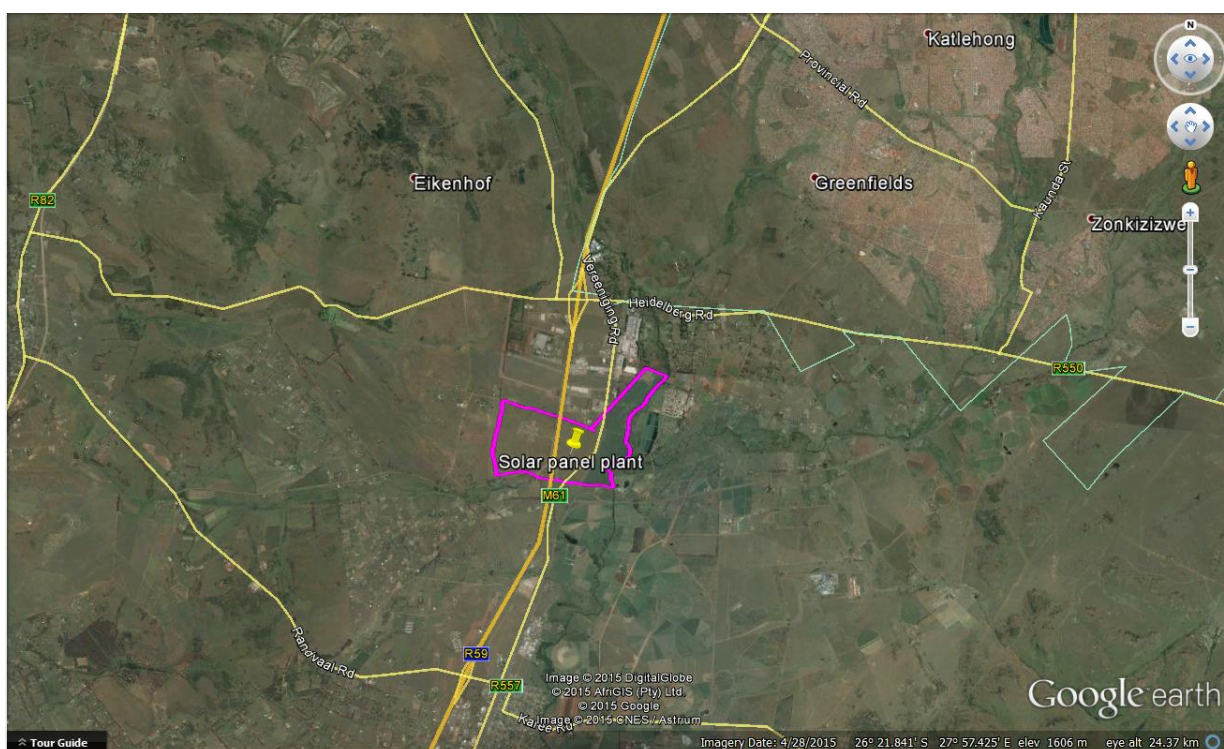 N
Katlehong
Provincial Rd
Eikenhof
Greenfields
Kaunda St
R82
Zonkizizwe
Vereeniging Rd
Heidelberg Rd
R550
Solar panel plant
M61
Randvaal Rd
R59
R557
Karee Rd
Image © 2015 DigitalGlobe
© 2015 AfriGIS (Pty) Ltd.
© 2015 Google
Image © 2015 CNES / Astrium
Google earth
Tour Guide
Imagery Date: 4/28/2015 26° 21.841' S 27° 57.425' E elev 1606 m eye alt 24.37 km